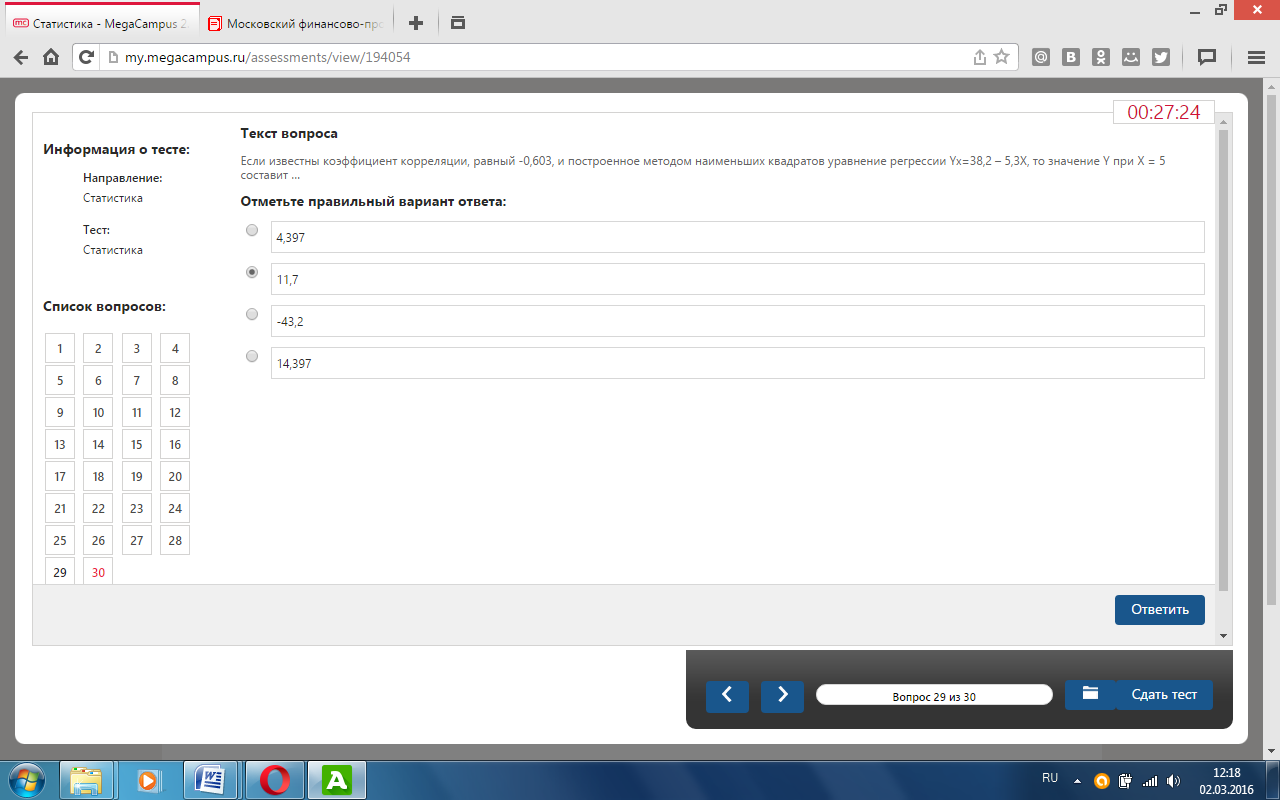 Статистика - MegaCampus 2.
Московский финансово-про
my.megacampus.ru/assessments/view/194054
00:27:24
Информация о тесте:
Направление:
Статистика
Тест:
Статистика
Список вопросов:
1 2 3 4
5 6 7 8
9 10 11 12
13 14 15 16
17 18 19 20
21 22 23 24
25 26 27 28
29 30
Текст вопроса
Если известны коэффициент корреляции, равный -0,603, и построенное методом наименьших квадратов уравнение регрессии Yx=38,2 – 5,3X, то значение Y при X = 5
составит ...
Отметьте правильный вариант ответа:
4,397
11,7
-43,2
14,397
Ответить
Вопрос 29 из 30
Сдать тест
RU
12:18
02.03.2016